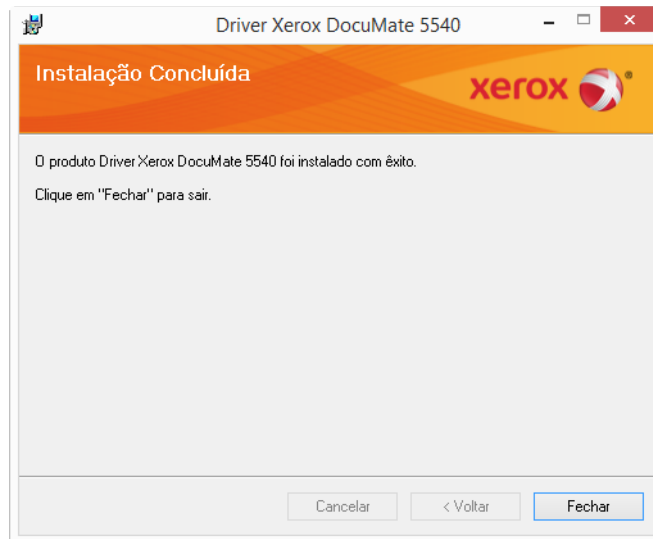 Driver Xerox DocuMate 5540
Instalação Concluída
xerox ®
O produto Driver Xerox DocuMate 5540 foi instalado com êxito.
Clique em "Fechar" para sair.
Cancelar
< Voltar
Fechar